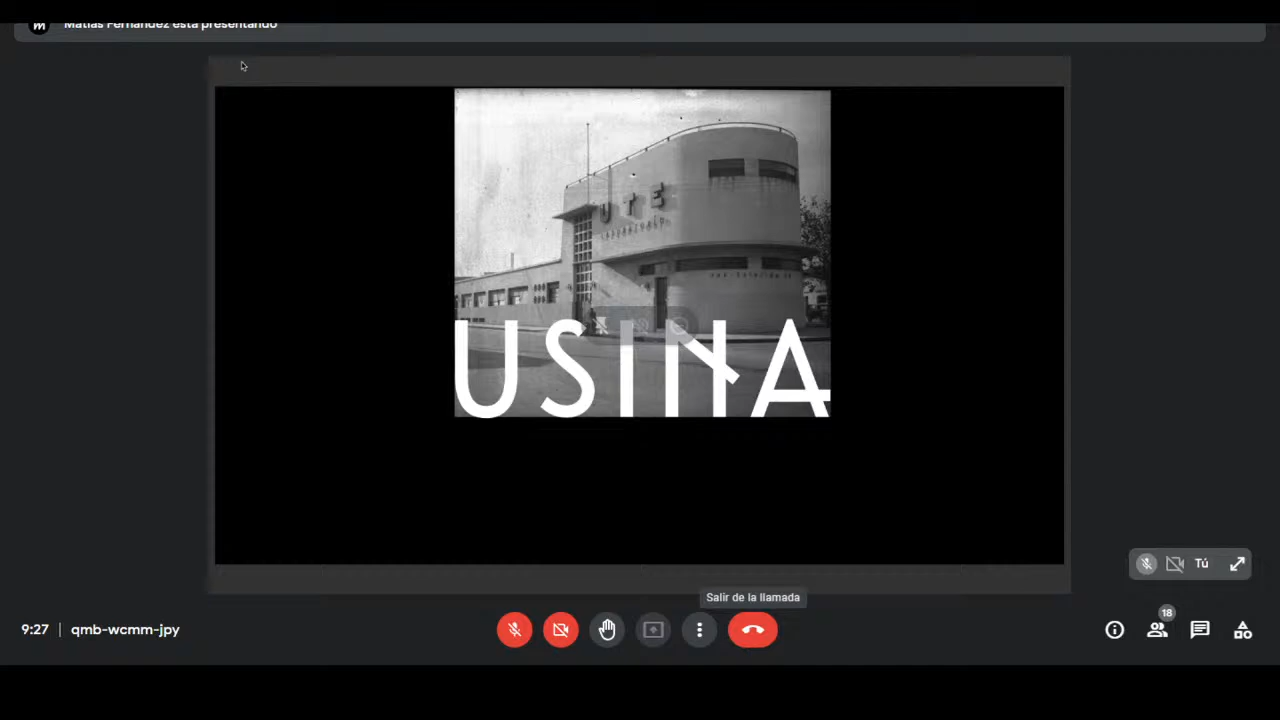 Matías Fernández está presentando
UTE
USINA
Tú
Salir de la llamada
18
9:27 | qmb-wcmm-jpy